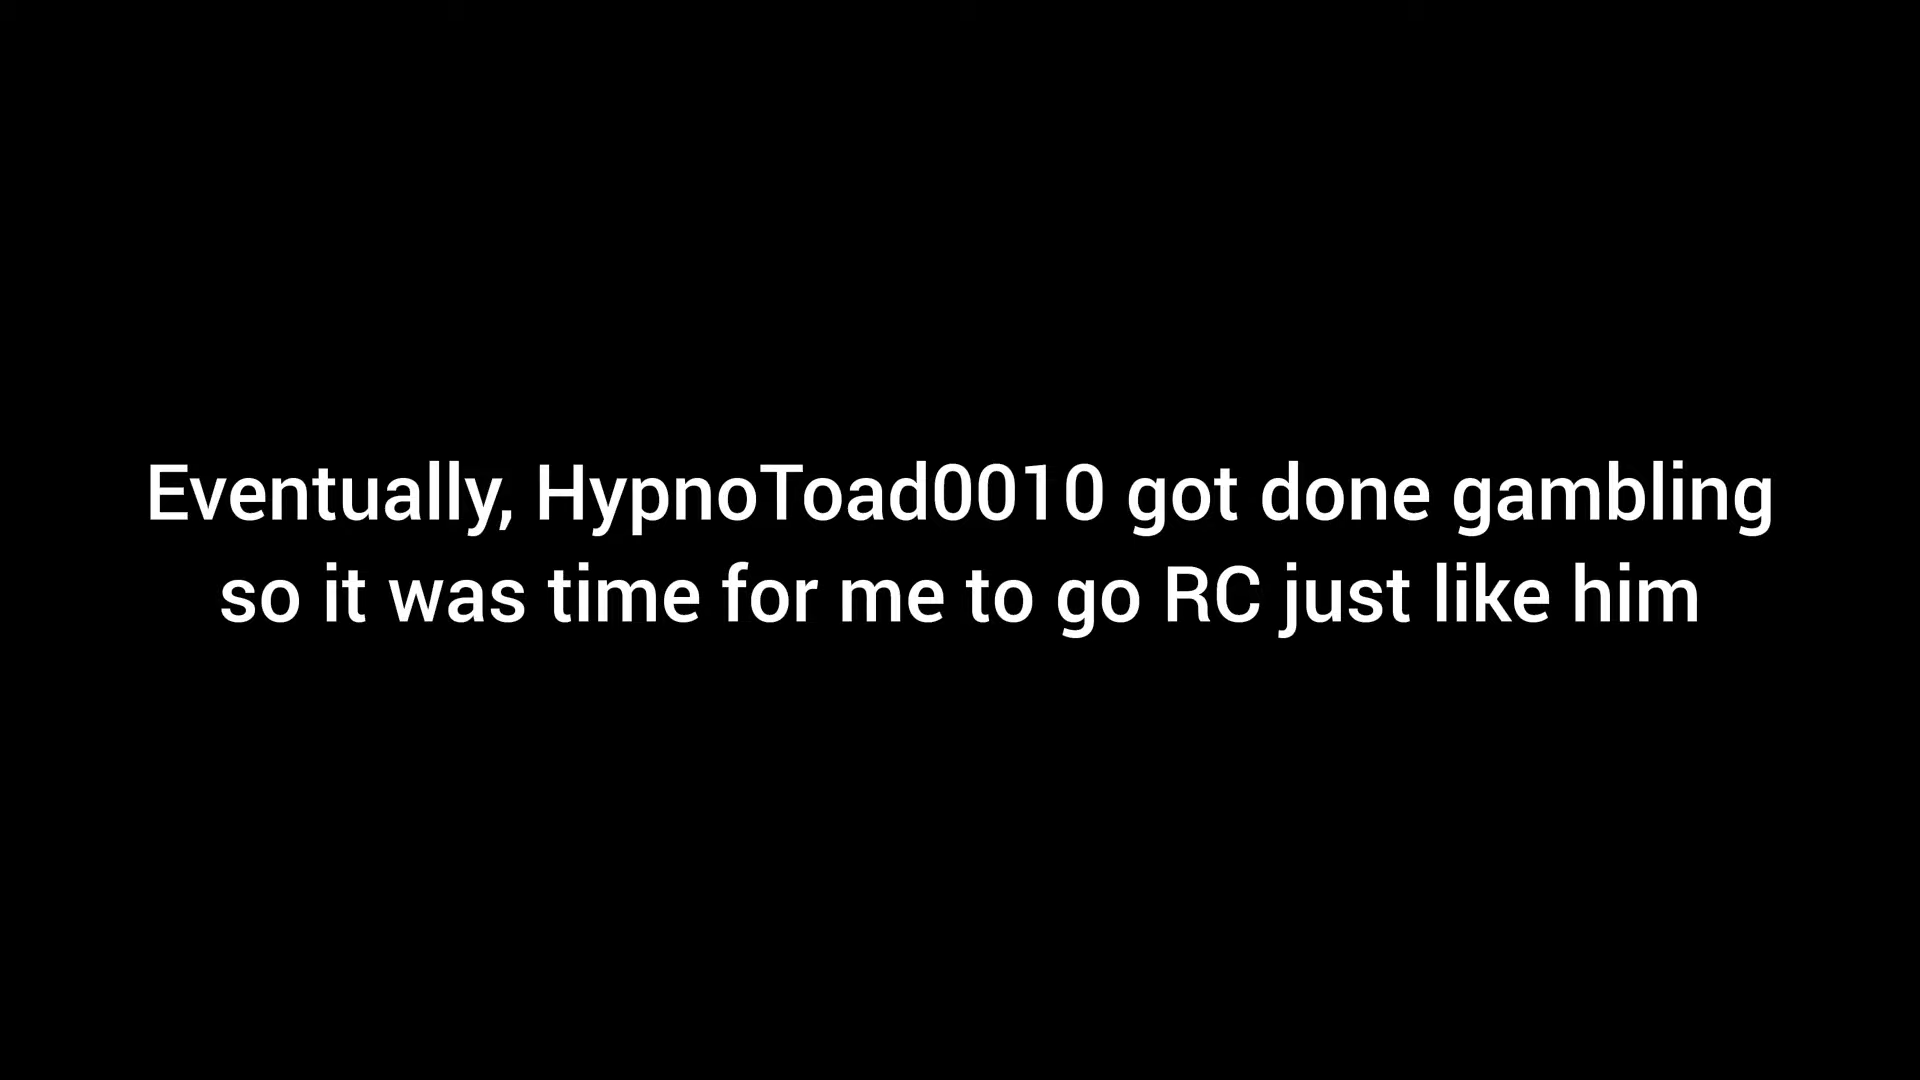 Eventually, HypnoToad0010 got done gambling
so it was time for me to go RC just like him